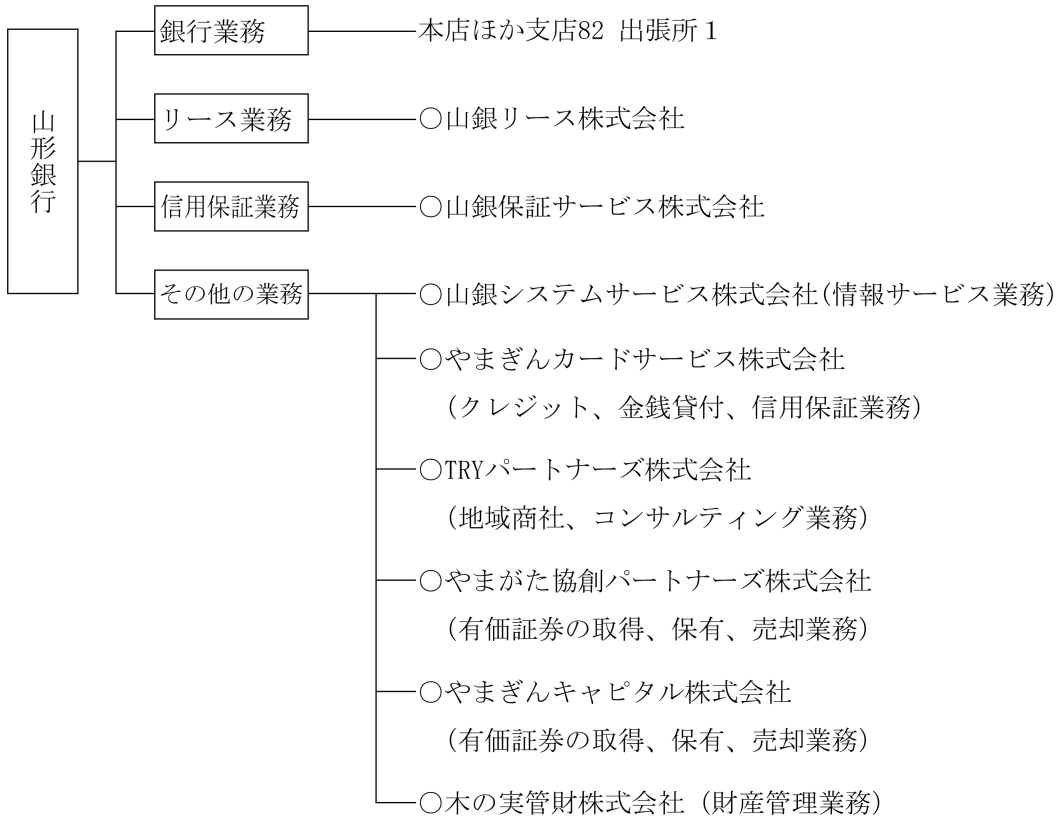 山形銀行
銀行業務
本店ほか支店82 出張所1
リース業務
○山銀リース株式会社
信用保証業務
○山銀保証サービス株式会社
その他の業務
○山銀システムサービス株式会社(情報サービス業務)
○やまぎんカードサービス株式会社
(クレジット、金銭貸付、信用保証業務)
○TRYパートナーズ株式会社
(地域商社、コンサルティング業務)
○やまがた協創パートナーズ株式会社
(有価証券の取得、保有、売却業務)
○やまぎんキャピタル株式会社
(有価証券の取得、保有、売却業務)
○木の実管財株式会社 (財産管理業務)